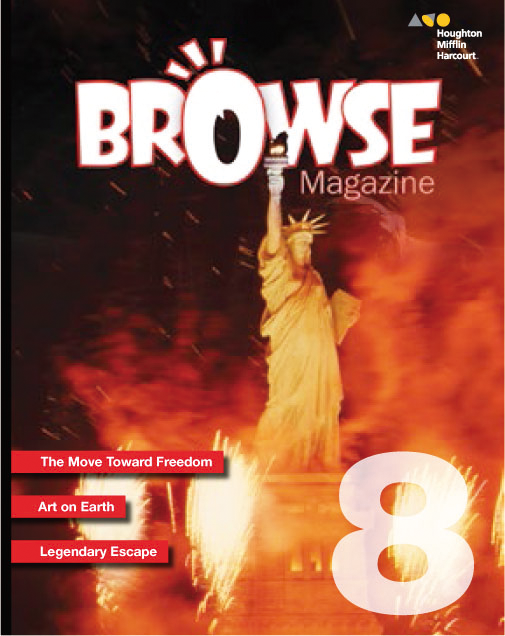 Houghton
Mifflin
Harcourt
BROWSE
Magazine
The Move Toward Freedom
Art on Earth
Legendary Escape
8